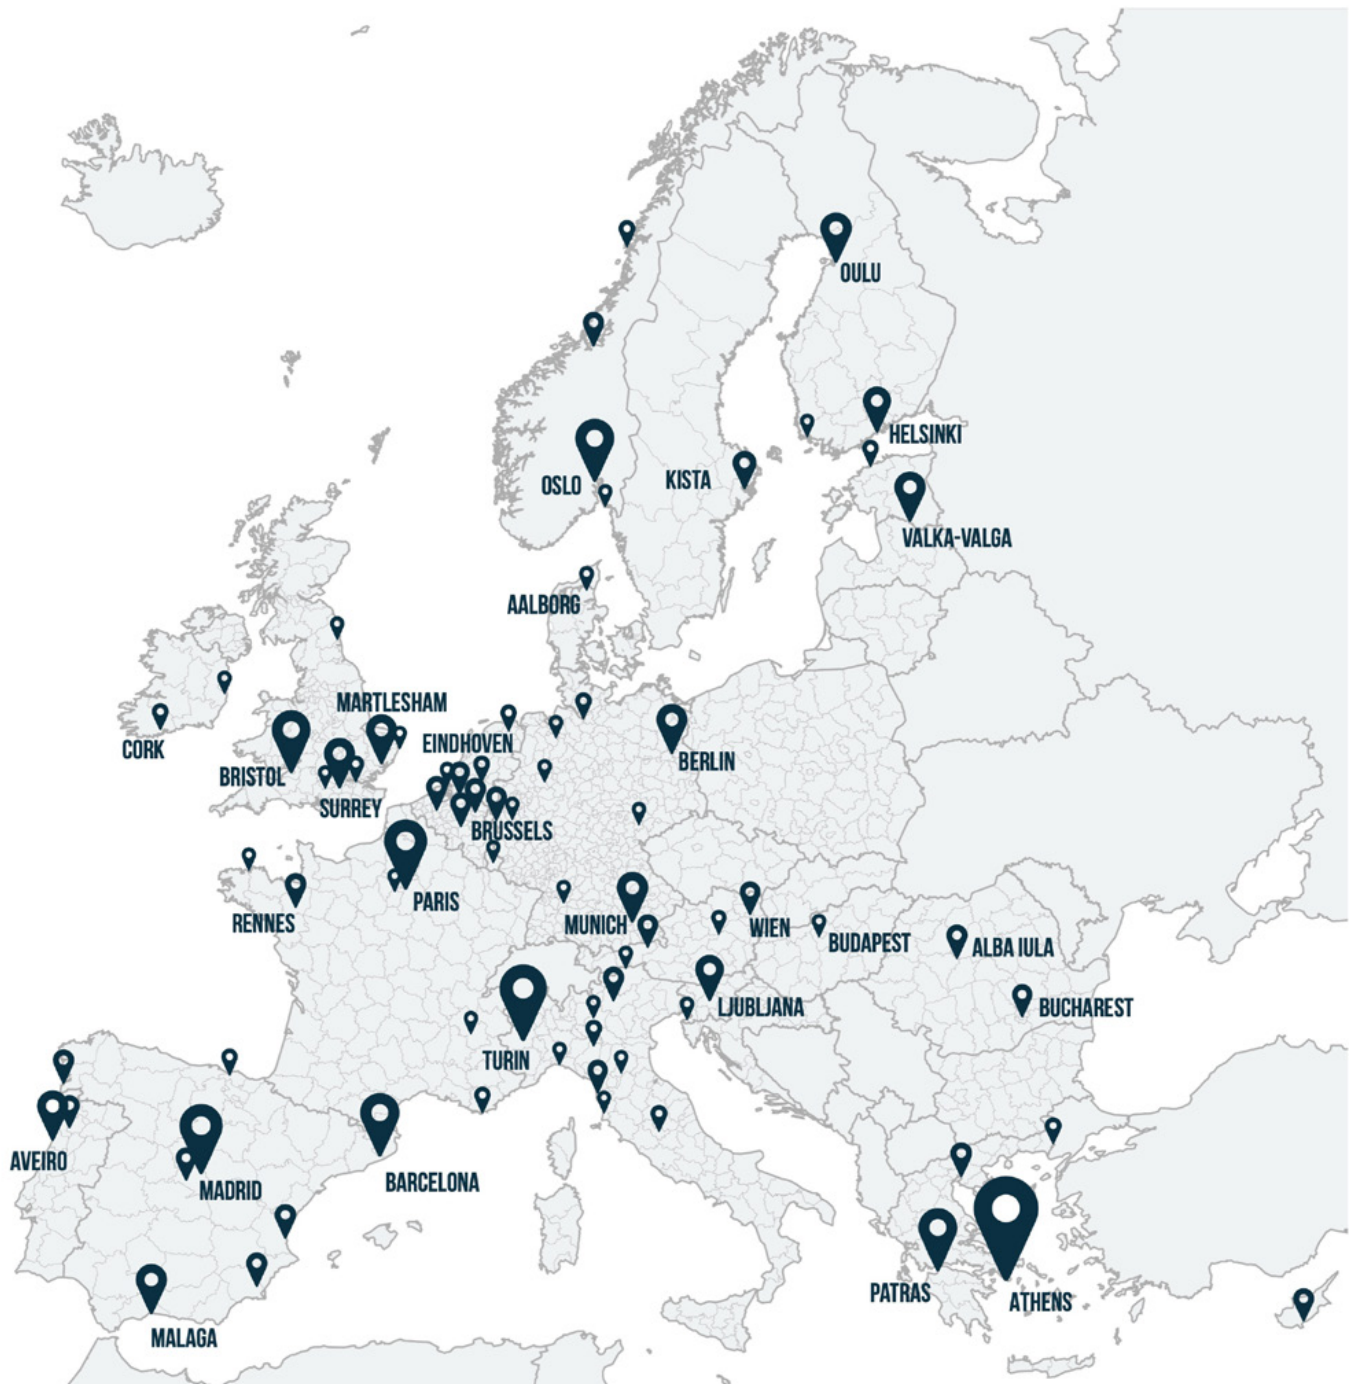 OULU
HELSINKI
OSLO
KISTA
VALKA-VALGA
AALBORG
MARTLESHAM
EINDHOVEN
CORK
BRISTOL
BERLIN
SURREY
BRUSSELS
PARIS
RENNES
MUNICH
WIEN
BUDAPEST
ALBA IULA
LJUBLJANA
BUCHAREST
TURIN
AVEIRO
MADRID
BARCELONA
PATRAS
ATHENS
MALAGA